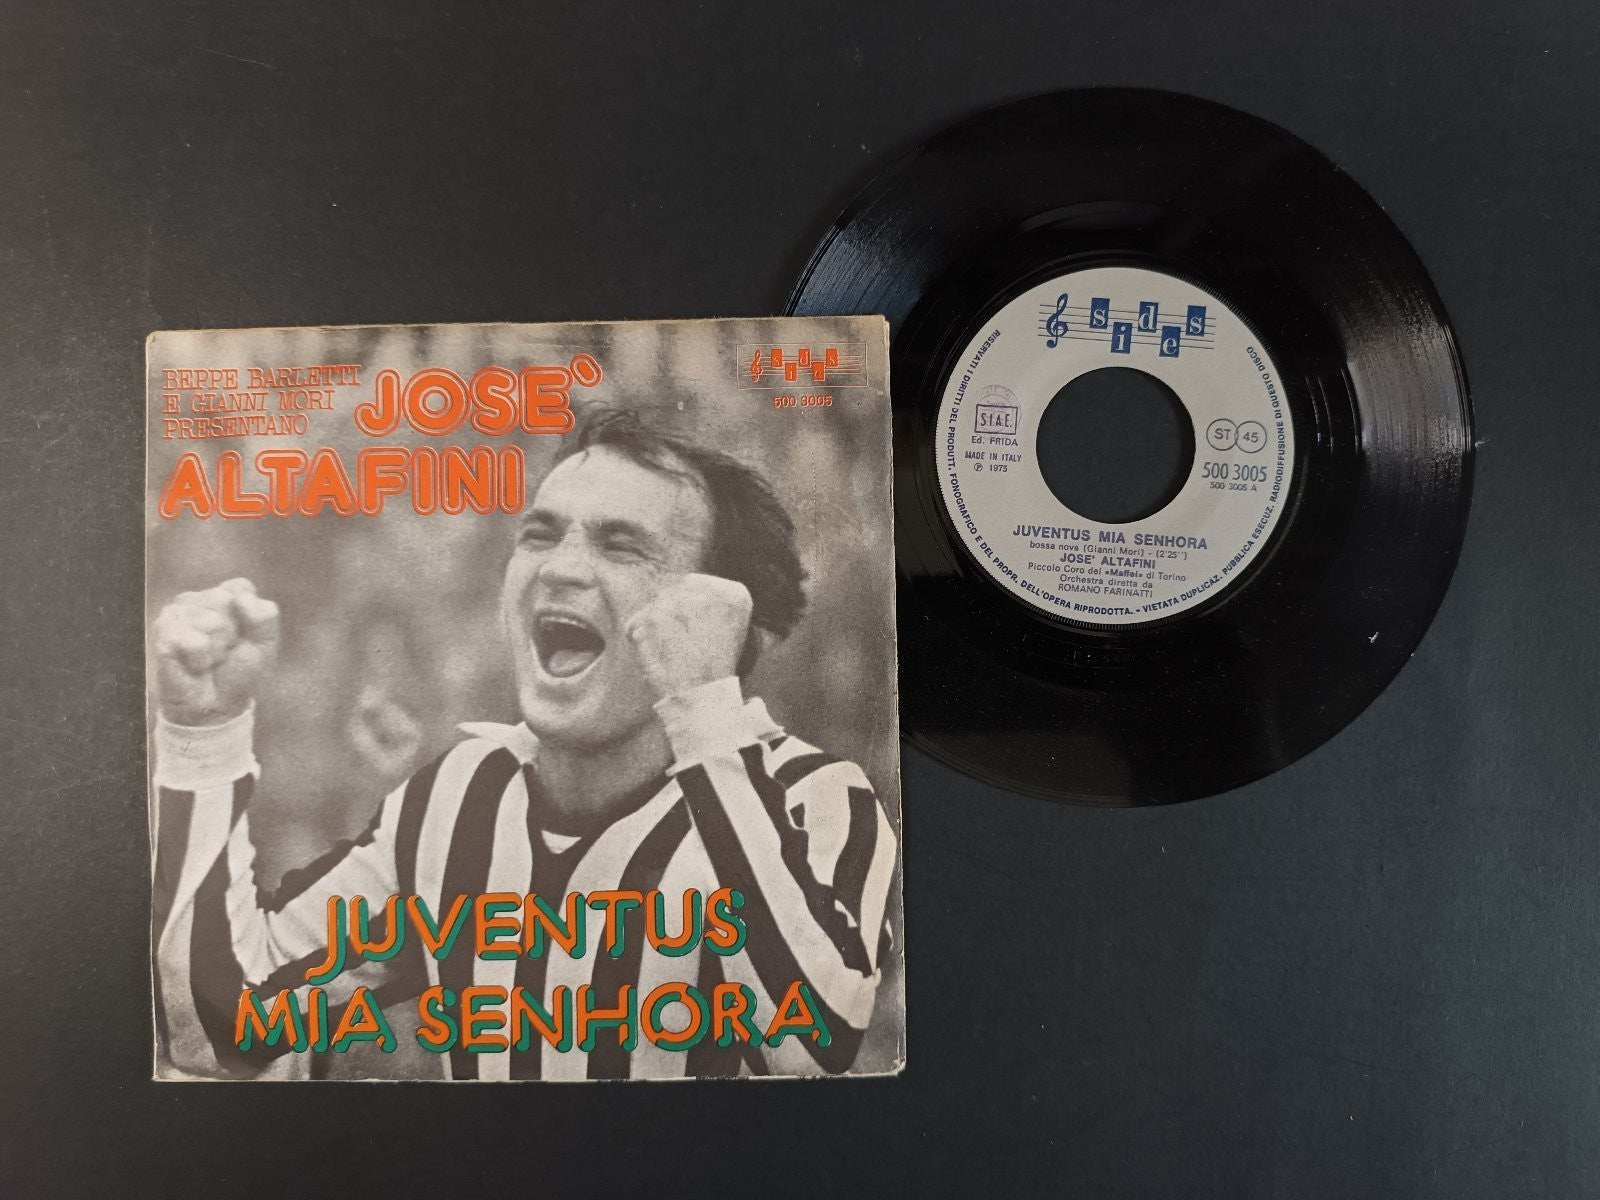 BEPPE BARLETTI
E GIANNI MORI
PRESENTANO
JOSE'
ALTAFINI
sides
500 3005
JUVENTUS
MIA SENHORA
sides
RISERVATI I DIRITTI DEL PRODUTT. FONOGRAFICO E DEL PROPR. DELL'OPERA RIPRODOTTA. - VIETATA DUPLICAZ. PUBBLICA ESECUZ. RADIODIFFUSIONE DI QUESTO DISCO
S.I.A.E.
Ed. FRIDA
MADE IN ITALY
℗ 1975
ST 45
500 3005
500 3005 A
JUVENTUS MIA SENHORA
bossa nova (Gianni Mori) - (2'25'')
JOSE' ALTAFINI
Piccolo Coro del «Maffei» di Torino
Orchestra diretta da
ROMANO FARINATTI